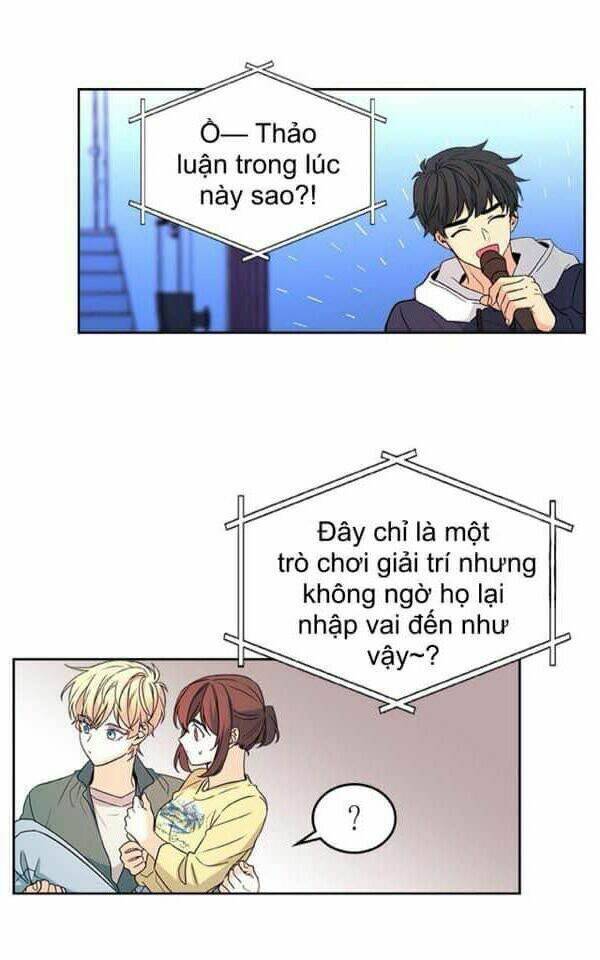 Ồ— Thảo
luận trong lúc
này sao?!
Đây chỉ là một
trò chơi giải trí nhưng
không ngờ họ lại
nhập vai đến như
vậy~?
?